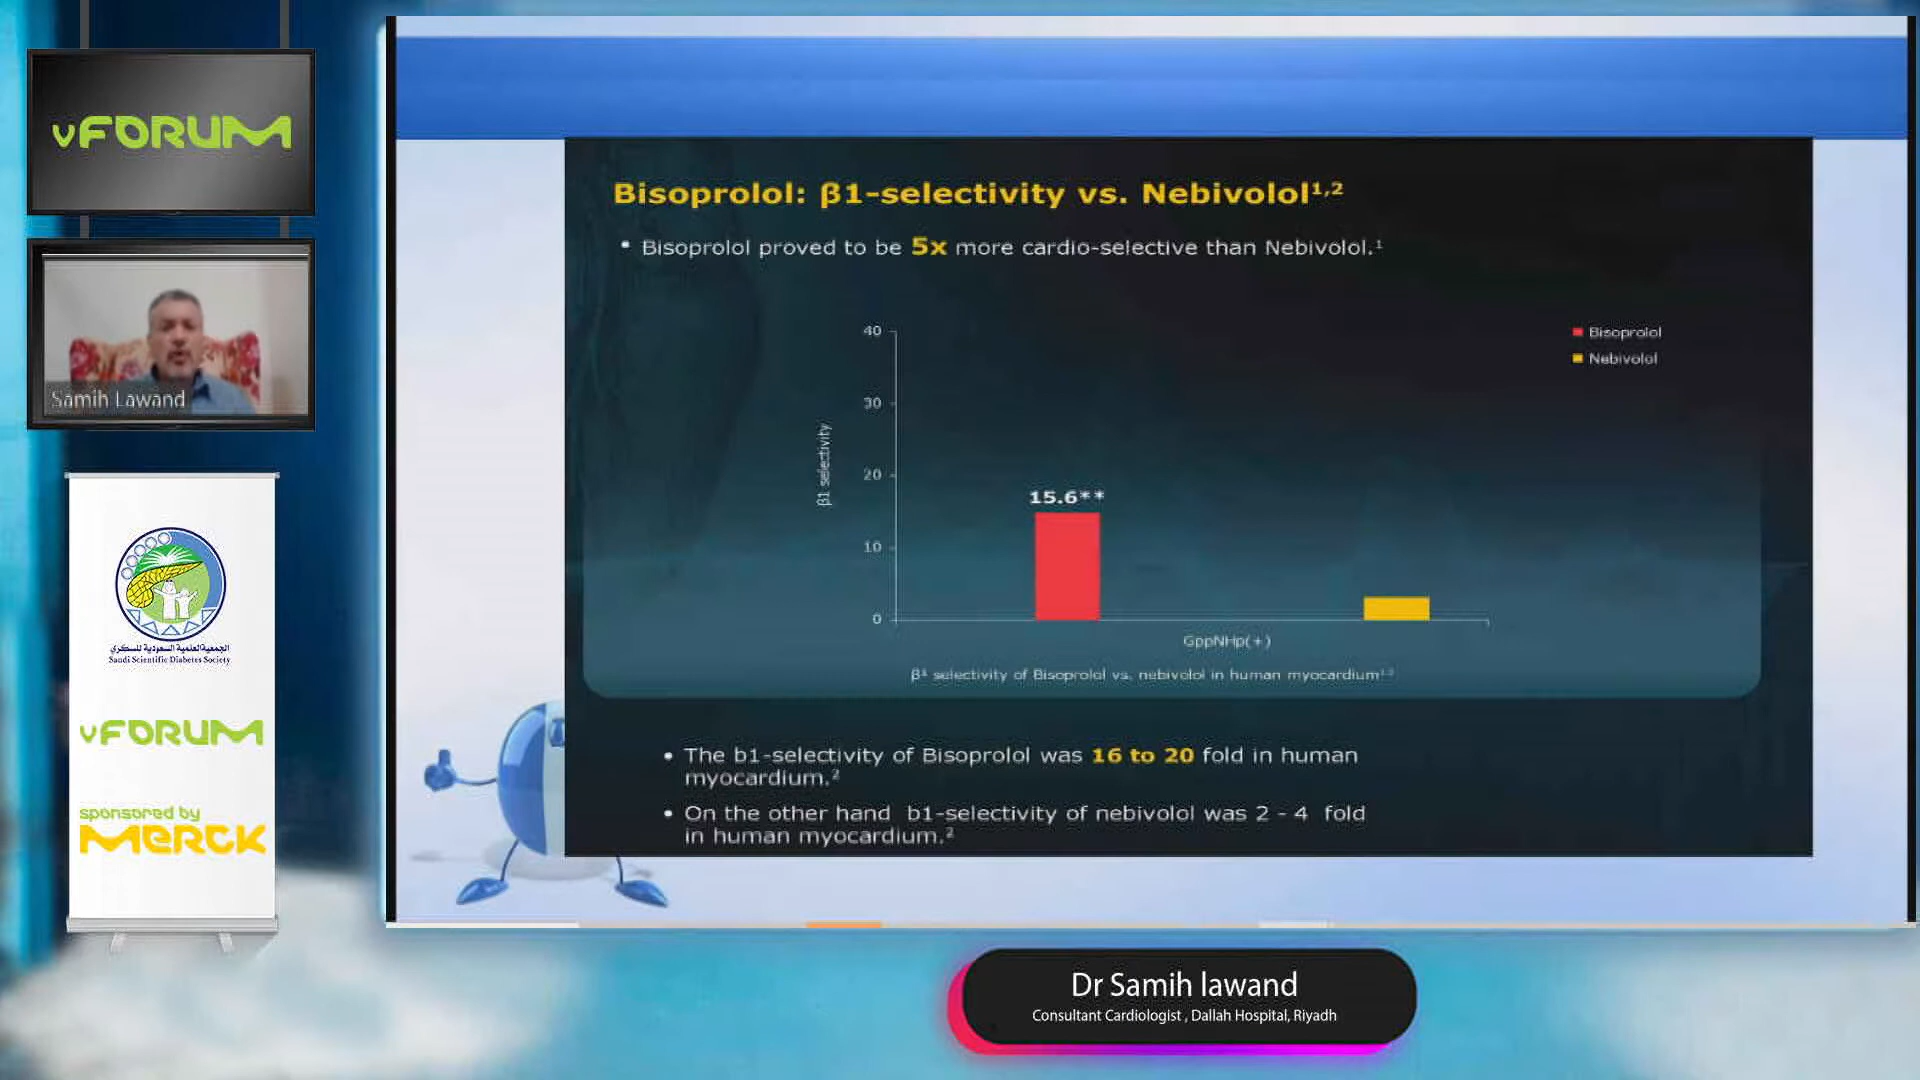 vFORUM
Samih Lawand
الجمعية العلمية السعودية للسكري
Saudi Scientific Diabetes Society
vFORUM
sponsored by
MERCK
Bisoprolol: β1-selectivity vs. Nebivolol¹,²
• Bisoprolol proved to be 5x more cardio-selective than Nebivolol.¹
40
30
20
10
0
β1 selectivity
Bisoprolol
Nebivolol
15.6**
GppNHp(+)
β¹ selectivity of Bisoprolol vs. nebivolol in human myocardium¹˒²
• The b1-selectivity of Bisoprolol was 16 to 20 fold in human
myocardium.²
• On the other hand b1-selectivity of nebivolol was 2 - 4 fold
in human myocardium.²
Dr Samih lawand
Consultant Cardiologist , Dallah Hospital, Riyadh